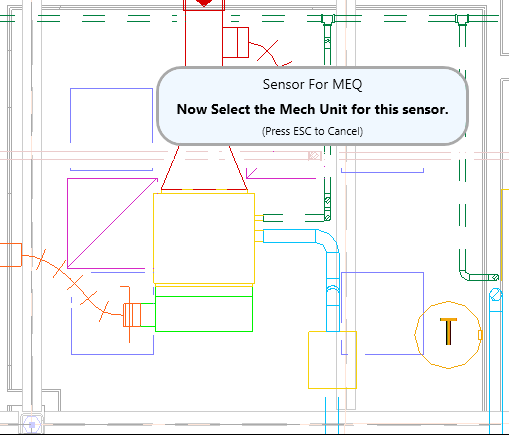 Sensor For MEQ
Now Select the Mech Unit for this sensor.
(Press ESC to Cancel)
T